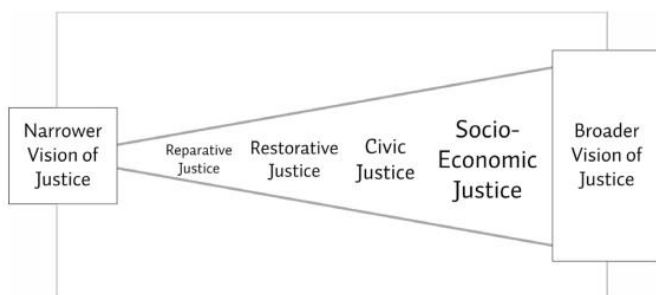 Narrower
Vision of
Justice
Reparative
Justice
Restorative
Justice
Civic
Justice
Socio-
Economic
Justice
Broader
Vision of
Justice